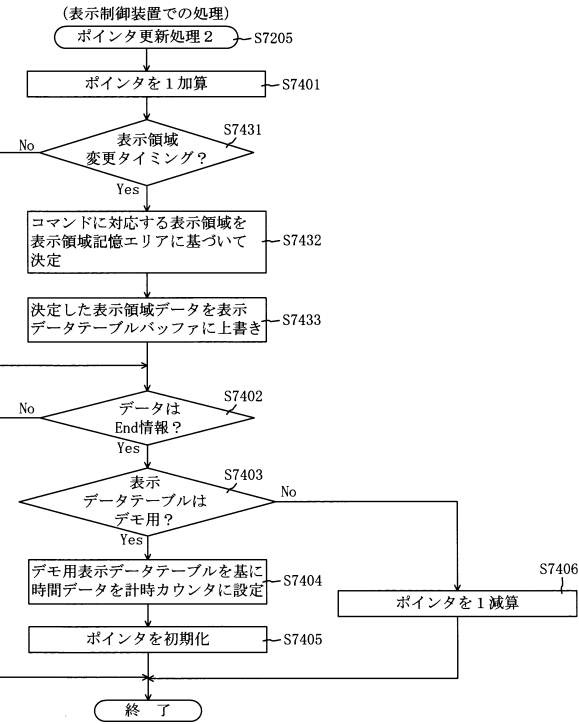 (表示制御装置での処理)
ポインタ更新処理２
S7205
ポインタを１加算
S7401
表示領域
変更タイミング？
S7431
No
Yes
コマンドに対応する表示領域を
表示領域記憶エリアに基づいて
決定
S7432
決定した表示領域データを表示
データテーブルバッファに上書き
S7433
データは
End情報？
S7402
No
Yes
表示
データテーブルは
デモ用？
S7403
No
Yes
デモ用表示データテーブルを基に
時間データを計時カウンタに設定
S7404
ポインタを１減算
S7406
ポインタを初期化
S7405
終　了